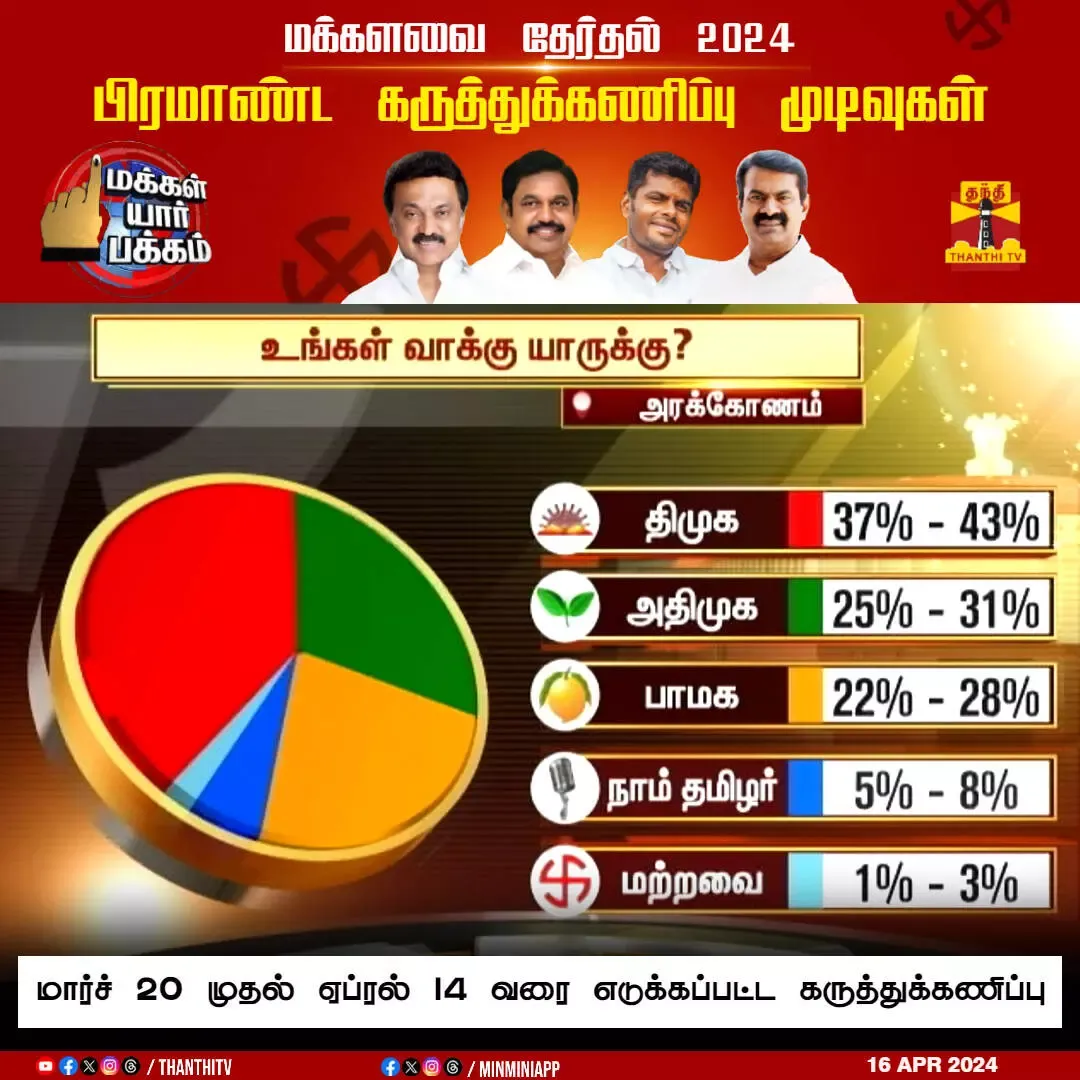 மக்களவை தேர்தல் 2024
பிரமாண்ட கருத்துக்கணிப்பு முடிவுகள்
மக்கள்
யார்
பக்கம்
தந்தி
THANTHI TV
உங்கள் வாக்கு யாருக்கு?
அரக்கோணம்
திமுக 37% - 43%
அதிமுக 25% - 31%
பாமக 22% - 28%
நாம் தமிழர் 5% - 8%
மற்றவை 1% - 3%
மார்ச் 20 முதல் ஏப்ரல் 14 வரை எடுக்கப்பட்ட கருத்துக்கணிப்பு
/ THANTHITV / MINMINIAPP 16 APR 2024